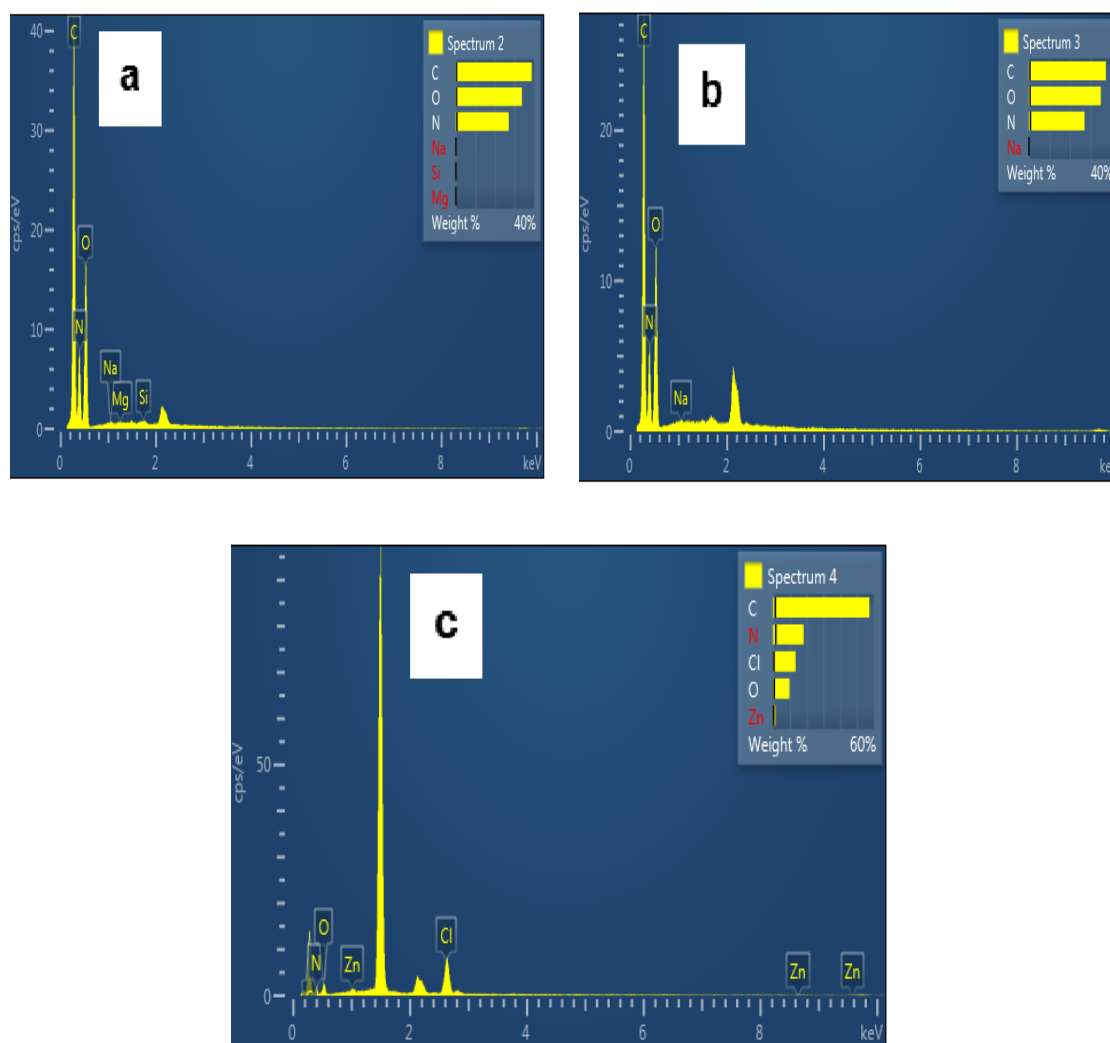 a
Spectrum 2
C
O
N
Na
Si
Mg
Weight % 40%
cps/eV
40
30
20
10
0
C
O
N
Na
Mg
Si
0 2 4 6 8 keV
b
Spectrum 3
C
O
N
Na
Weight % 40%
cps/eV
20
10
0
C
O
N
Na
0 2 4 6 8 keV
c
Spectrum 4
C
N
Cl
O
Zn
Weight % 60%
cps/eV
50
0
O
N
Zn
Cl
Zn
Zn
0 2 4 6 8 keV